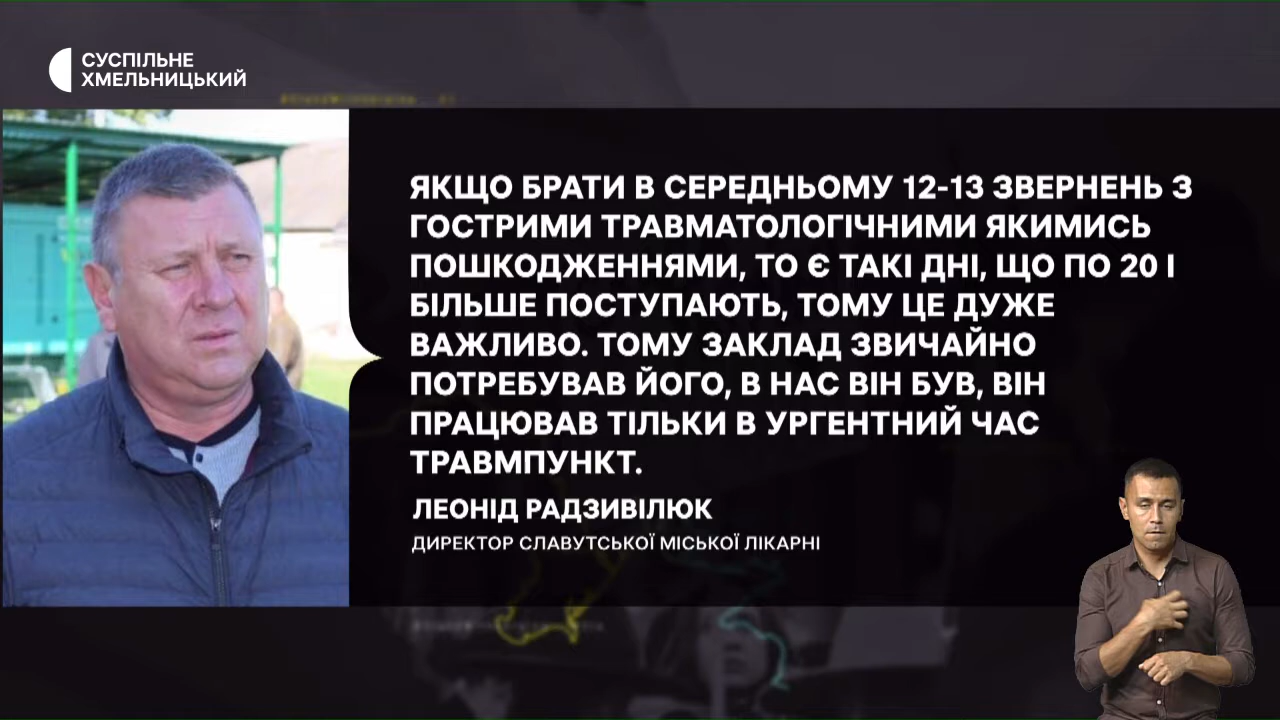 СУСПІЛЬНЕ
ХМЕЛЬНИЦЬКИЙ
ЯКЩО БРАТИ В СЕРЕДНЬОМУ 12-13 ЗВЕРНЕНЬ З
ГОСТРИМИ ТРАВМАТОЛОГІЧНИМИ ЯКИМИСЬ
ПОШКОДЖЕННЯМИ, ТО Є ТАКІ ДНІ, ЩО ПО 20 І
БІЛЬШЕ ПОСТУПАЮТЬ, ТОМУ ЦЕ ДУЖЕ
ВАЖЛИВО. ТОМУ ЗАКЛАД ЗВИЧАЙНО
ПОТРЕБУВАВ ЙОГО, В НАС ВІН БУВ, ВІН
ПРАЦЮВАВ ТІЛЬКИ В УРГЕНТНИЙ ЧАС
ТРАВМПУНКТ.
ЛЕОНІД РАДЗИВІЛЮК
ДИРЕКТОР СЛАВУТСЬКОЇ МІСЬКОЇ ЛІКАРНІ